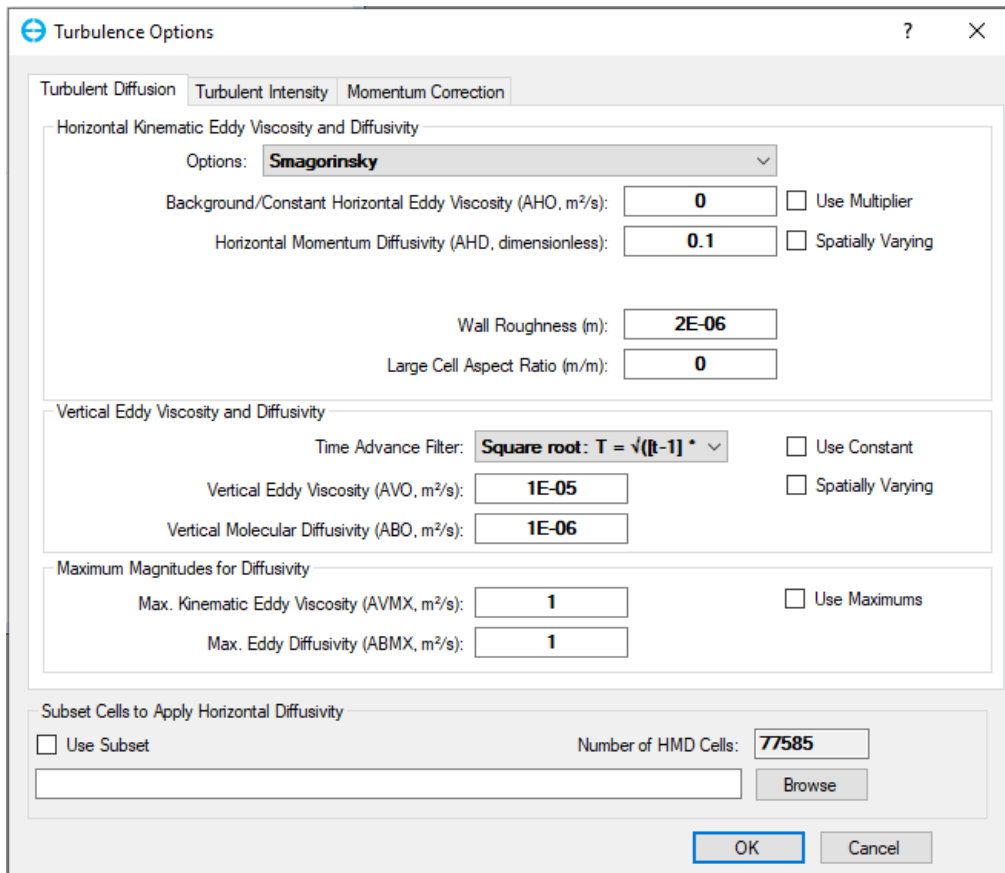 Turbulence Options ?
Turbulent Diffusion Turbulent Intensity Momentum Correction
Horizontal Kinematic Eddy Viscosity and Diffusivity
Options: Smagorinsky
Background/Constant Horizontal Eddy Viscosity (AHO, m²/s): 0 Use Multiplier
Horizontal Momentum Diffusivity (AHD, dimensionless): 0.1 Spatially Varying
Wall Roughness (m): 2E-06
Large Cell Aspect Ratio (m/m): 0
Vertical Eddy Viscosity and Diffusivity
Time Advance Filter: Square root: T = √([t-1] * Use Constant
Vertical Eddy Viscosity (AVO, m²/s): 1E-05 Spatially Varying
Vertical Molecular Diffusivity (ABO, m²/s): 1E-06
Maximum Magnitudes for Diffusivity
Max. Kinematic Eddy Viscosity (AVMX, m²/s): 1 Use Maximums
Max. Eddy Diffusivity (ABMX, m²/s): 1
Subset Cells to Apply Horizontal Diffusivity
Use Subset Number of HMD Cells: 77585
Browse
OK Cancel